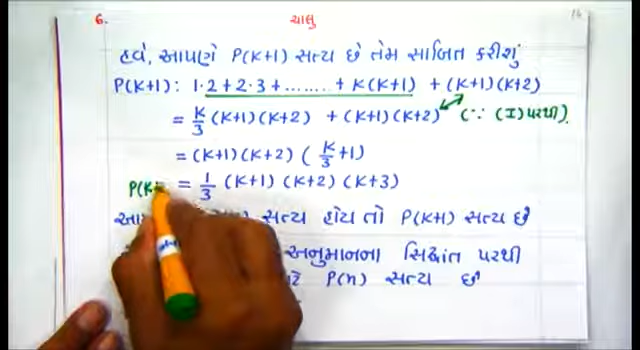 6. ચાલુ 16
હવે, આપણે P(K+1) સત્ય છે તેમ સાબિત કરીશું
P(K+1): 1·2 + 2·3 + ....... + K(K+1) + (K+1)(K+2)
= K/3 (K+1)(K+2) + (K+1)(K+2) (∵ (I) પરથી)
= (K+1)(K+2) (K/3 +1)
P(K = 1/3 (K+1) (K+2) (K+3)
સત્ય હોય તો P(K+1) સત્ય છે
અનુમાનના સિદ્ધાંત પરથી
P(n) સત્ય છે